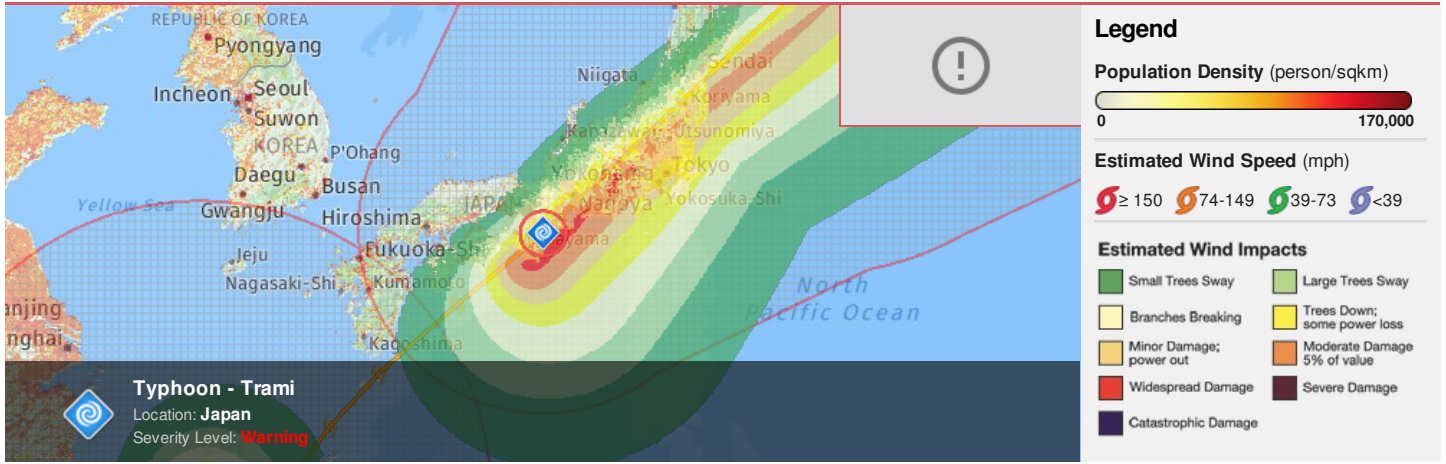 REPUBLIC OF KOREA
Pyongyang
Incheon
Seoul
Suwon
KOREA
P'Ohang
Daegu
Busan
Yellow Sea
Gwangju
Hiroshima
JAPAN
Jeju
Fukuoka-Shi
Nagasaki-Shi
Kumamoto
anjing
nghai
Kagoshima
Niigata
Sendai
Koriyama
Kanazawa
Utsunomiya
Tokyo
Yokohama
Nagoya
Yokosuka-Shi
ayama
North
Pacific Ocean
Typhoon - Trami
Location: Japan
Severity Level: Warning
Legend
Population Density (person/sqkm)
0 170,000
Estimated Wind Speed (mph)
≥ 150 74-149 39-73 <39
Estimated Wind Impacts
Small Trees Sway
Large Trees Sway
Branches Breaking
Trees Down;
some power loss
Minor Damage;
power out
Moderate Damage
5% of value
Widespread Damage
Severe Damage
Catastrophic Damage